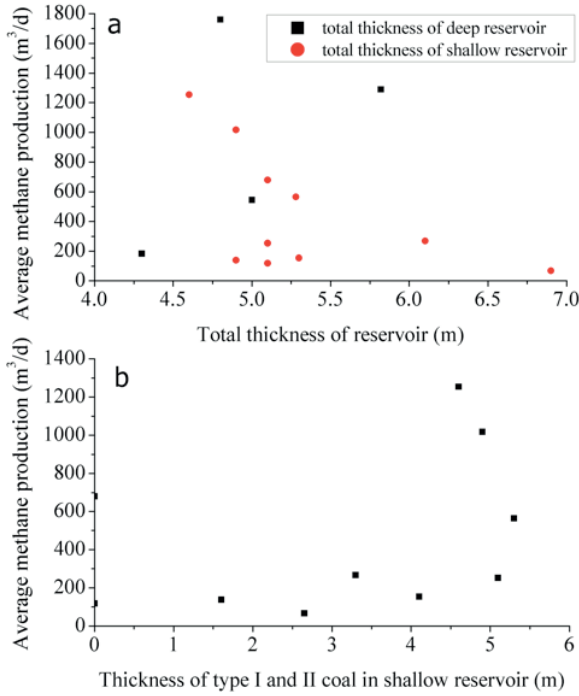 a
1800
1600
1400
1200
1000
800
600
400
200
0
Average methane production (m³/d)
total thickness of deep reservoir
total thickness of shallow reservoir
4.0 4.5 5.0 5.5 6.0 6.5 7.0
Total thickness of reservoir (m)
b
1400
1200
1000
800
600
400
200
0
Average methane production (m³/d)
0 1 2 3 4 5 6
Thickness of type I and II coal in shallow reservoir (m)